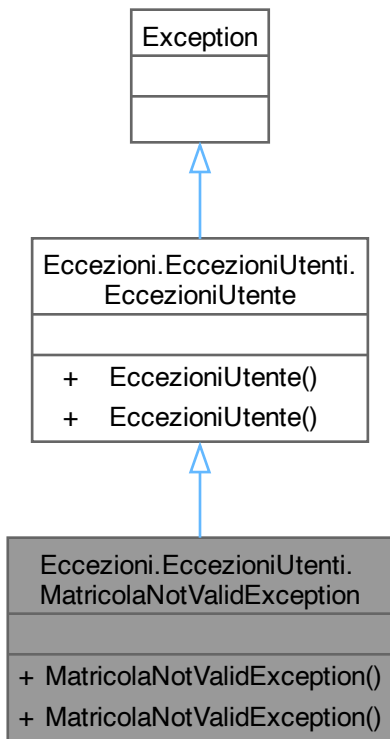 Exception
Eccezioni.EccezioniUtenti.
EccezioniUtente
+ EccezioniUtente()
+ EccezioniUtente()
Eccezioni.EccezioniUtenti.
MatricolaNotValidException
+ MatricolaNotValidException()
+ MatricolaNotValidException()